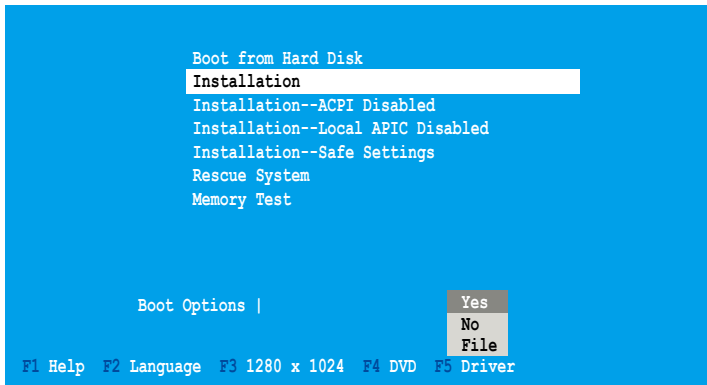 Boot from Hard Disk
Installation
Installation--ACPI Disabled
Installation--Local APIC Disabled
Installation--Safe Settings
Rescue System
Memory Test
Boot Options |
Yes
No
File
F1 Help F2 Language F3 1280 x 1024 F4 DVD F5 Driver